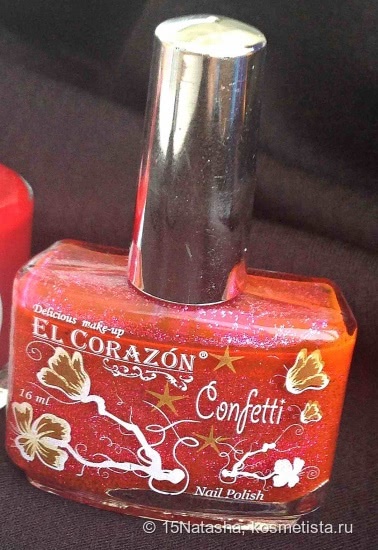 Delicious make-up
EL CORAZÓN®
16 ml
Confetti
Nail Polish
© 15Natasha, kosmetista.ru